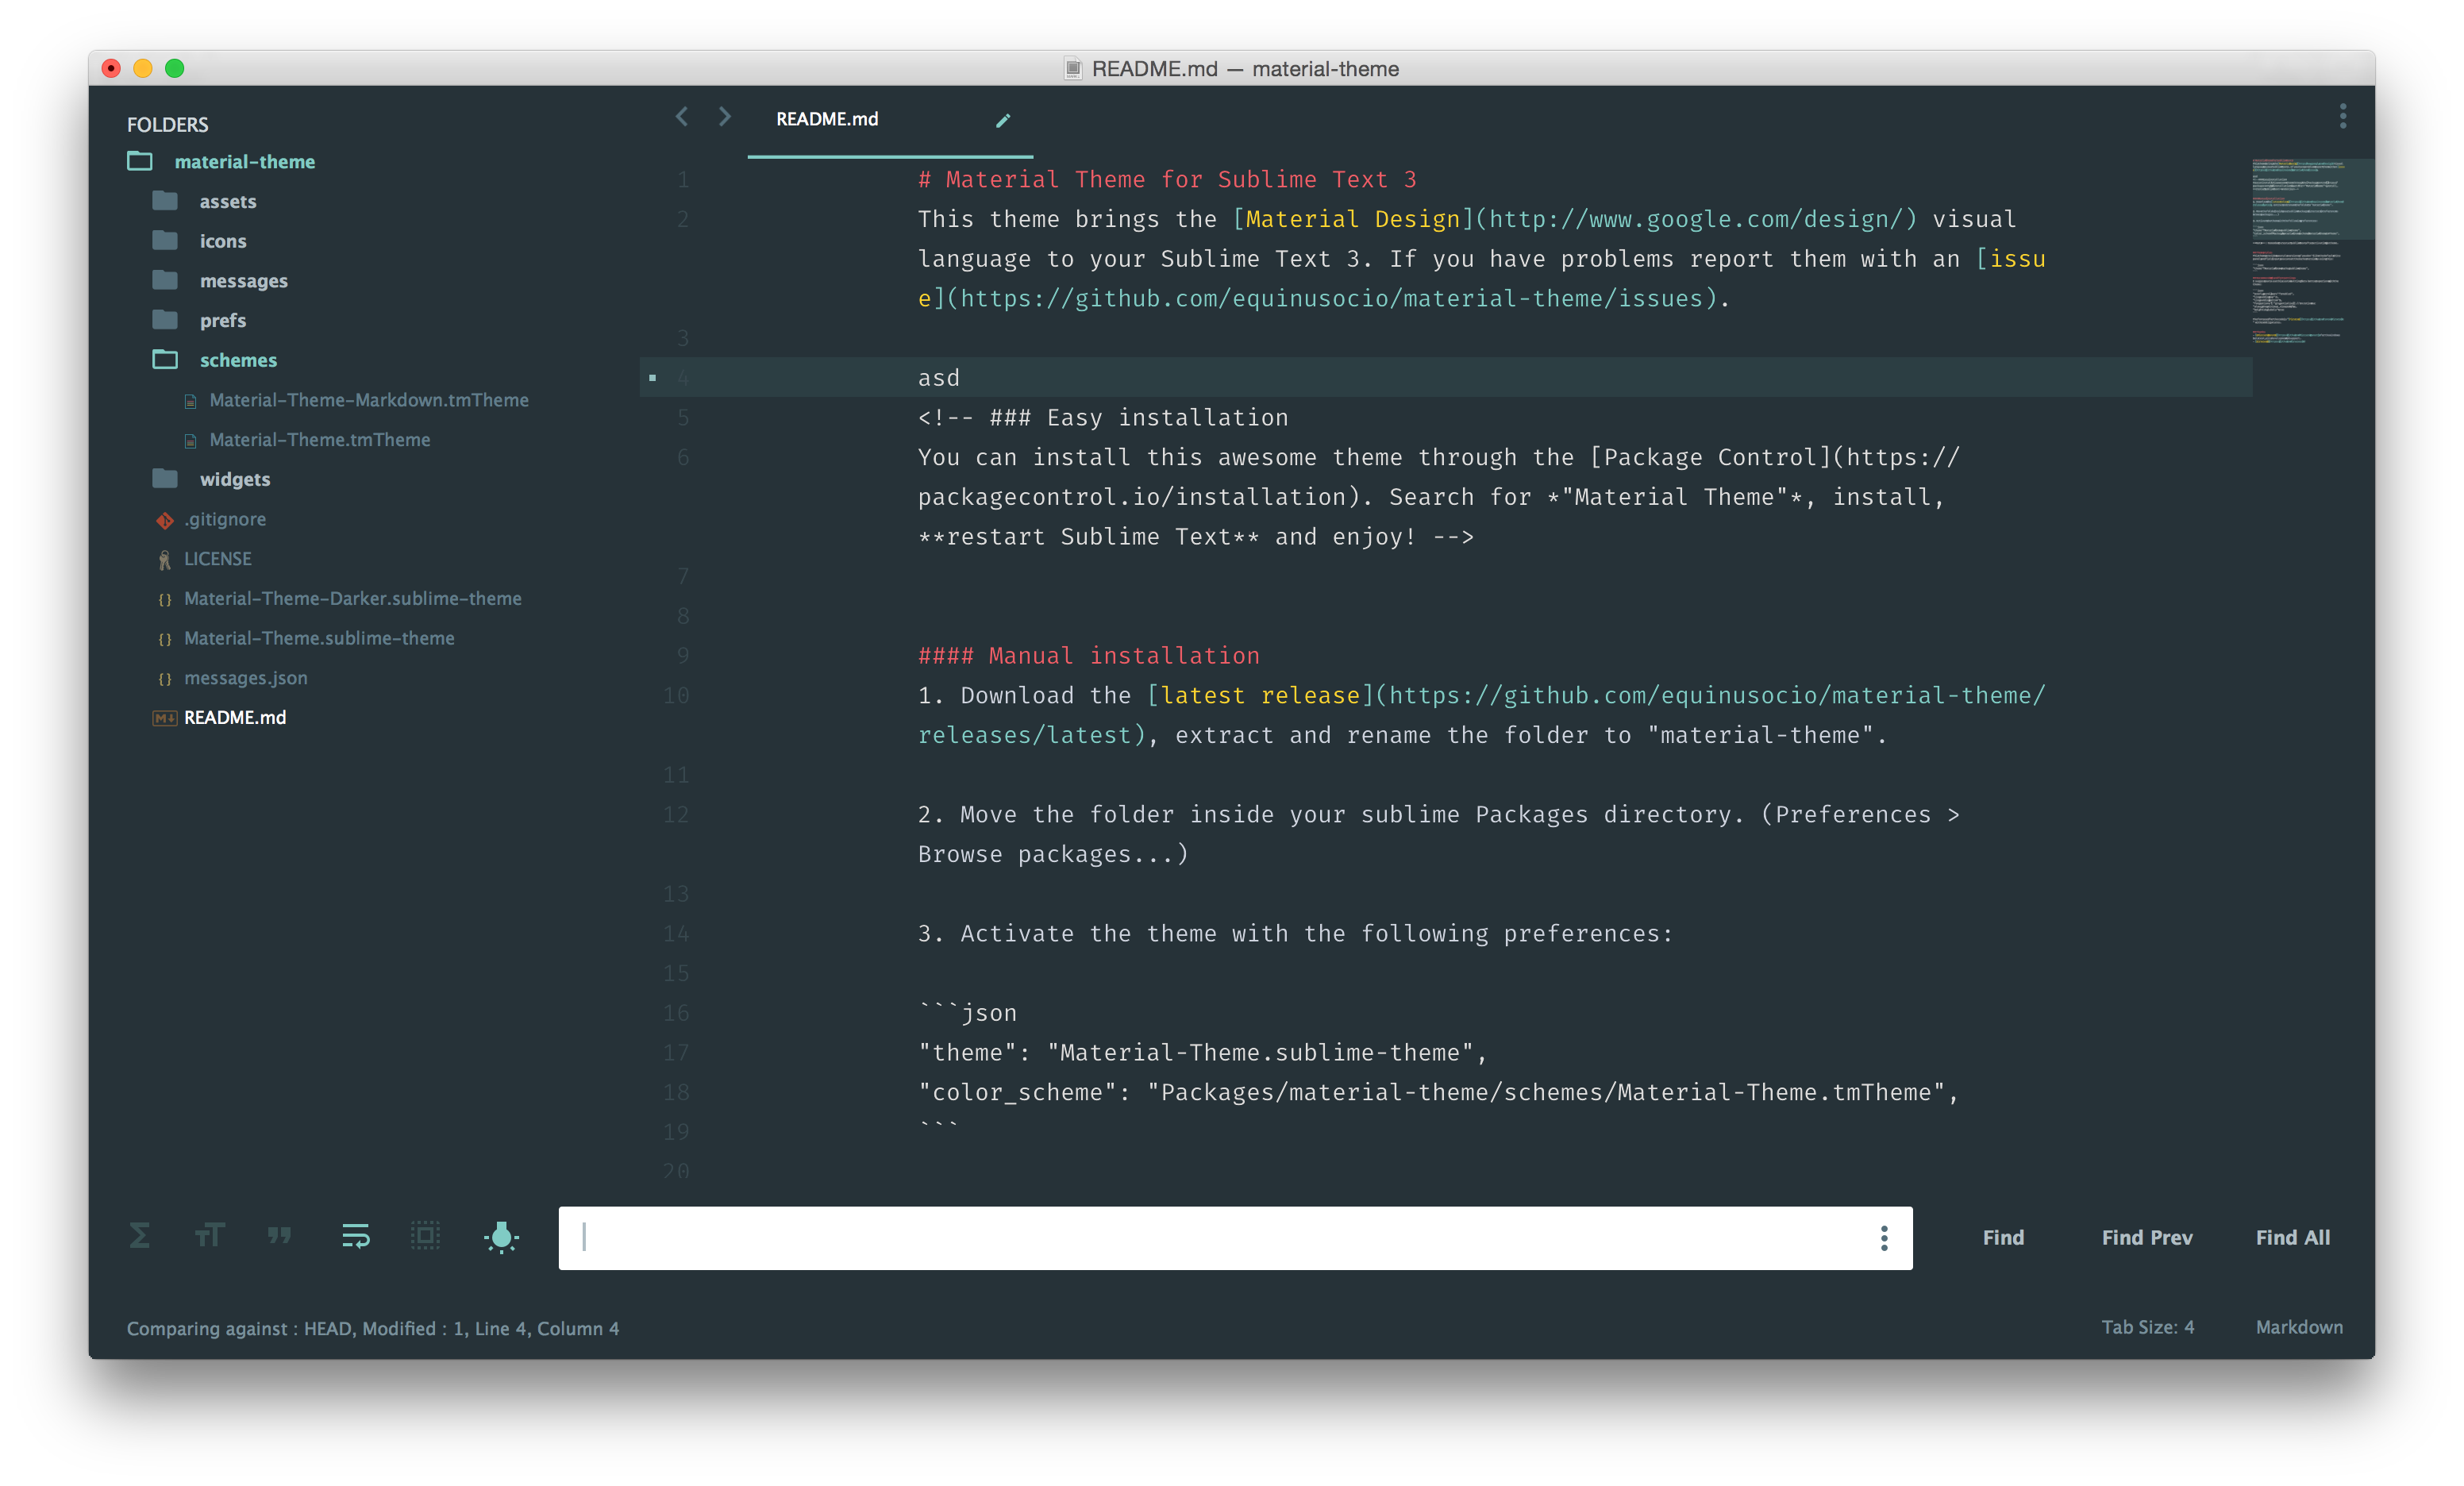 README.md — material-theme
FOLDERS
material-theme
assets
icons
messages
prefs
schemes
Material-Theme-Markdown.tmTheme
Material-Theme.tmTheme
widgets
.gitignore
LICENSE
{} Material-Theme-Darker.sublime-theme
{} Material-Theme.sublime-theme
{} messages.json
M↓ README.md
README.md
1 # Material Theme for Sublime Text 3
2 This theme brings the [Material Design](http://www.google.com/design/) visual
language to your Sublime Text 3. If you have problems report them with an [issu
e](https://github.com/equinusocio/material-theme/issues).
3
4 asd
5 <!-- ### Easy installation
6 You can install this awesome theme through the [Package Control](https://
packagecontrol.io/installation). Search for *"Material Theme"*, install,
**restart Sublime Text** and enjoy! -->
7
8
9 #### Manual installation
10 1. Download the [latest release](https://github.com/equinusocio/material-theme/
releases/latest), extract and rename the folder to "material-theme".
11
12 2. Move the folder inside your sublime Packages directory. (Preferences >
Browse packages...)
13
14 3. Activate the theme with the following preferences:
15
16 ```json
17 "theme": "Material-Theme.sublime-theme",
18 "color_scheme": "Packages/material-theme/schemes/Material-Theme.tmTheme",
19 ```
20
Find
Find Prev
Find All
Comparing against : HEAD, Modified : 1, Line 4, Column 4
Tab Size: 4
Markdown